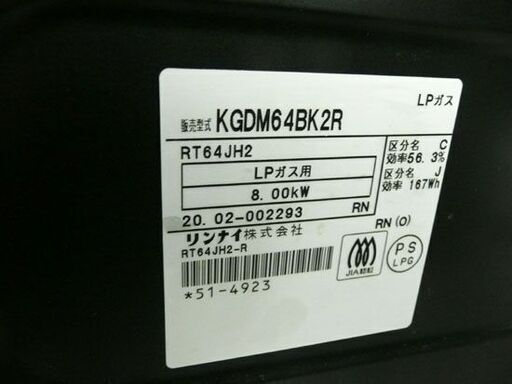 LPガス
販売型式 KGDM64BK2R
RT64JH2
LPガス用
8.00kW
20.02-002293 RN
リンナイ株式会社
RT64JH2-R
*51-4923
区分名 C
効率56.3%
区分名 J
効率 167Wh
RN (O)
JIA認証
PS
LPG